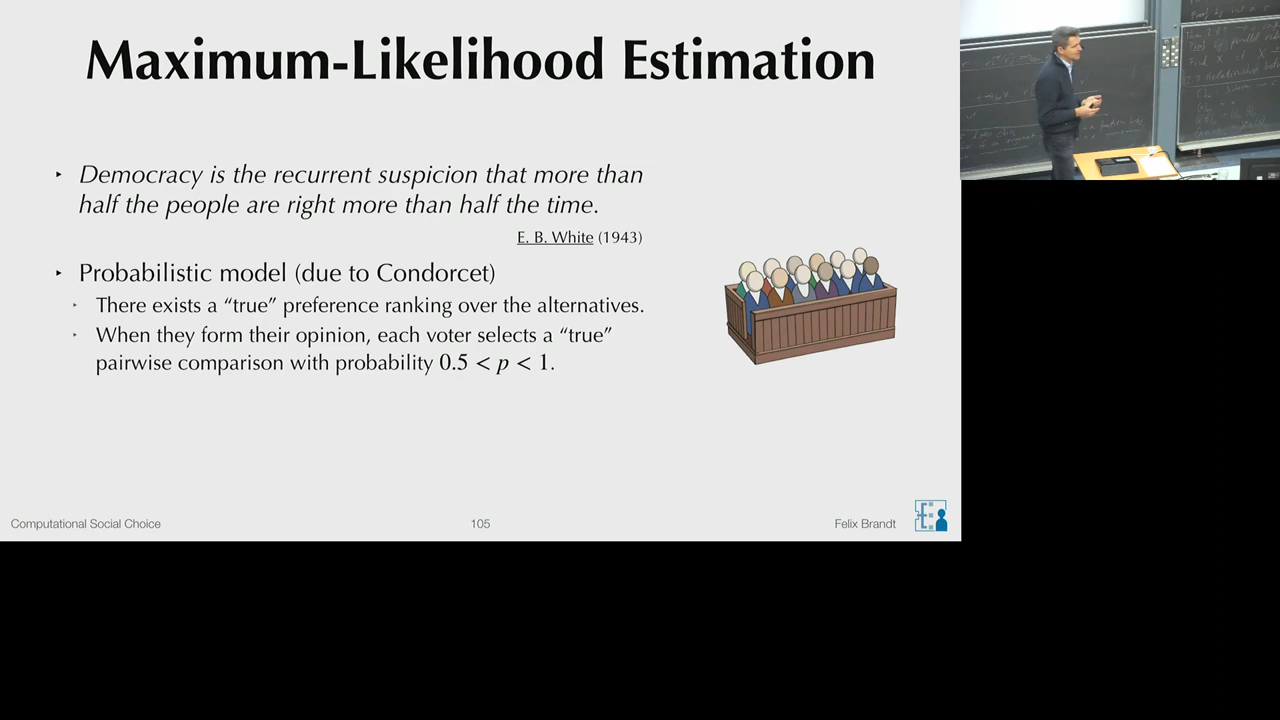 Maximum-Likelihood Estimation
‣ Democracy is the recurrent suspicion that more than
half the people are right more than half the time.
E. B. White (1943)
‣ Probabilistic model (due to Condorcet)
‣ There exists a “true” preference ranking over the alternatives.
‣ When they form their opinion, each voter selects a “true”
pairwise comparison with probability 0.5 < p < 1.
Computational Social Choice
105
Felix Brandt